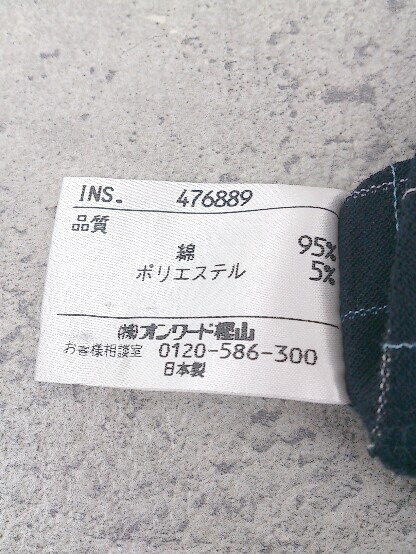 INS. 476889
品質
綿 95%
ポリエステル 5%
㈱オンワード樫山
お客様相談室 0120-586-300
日本製